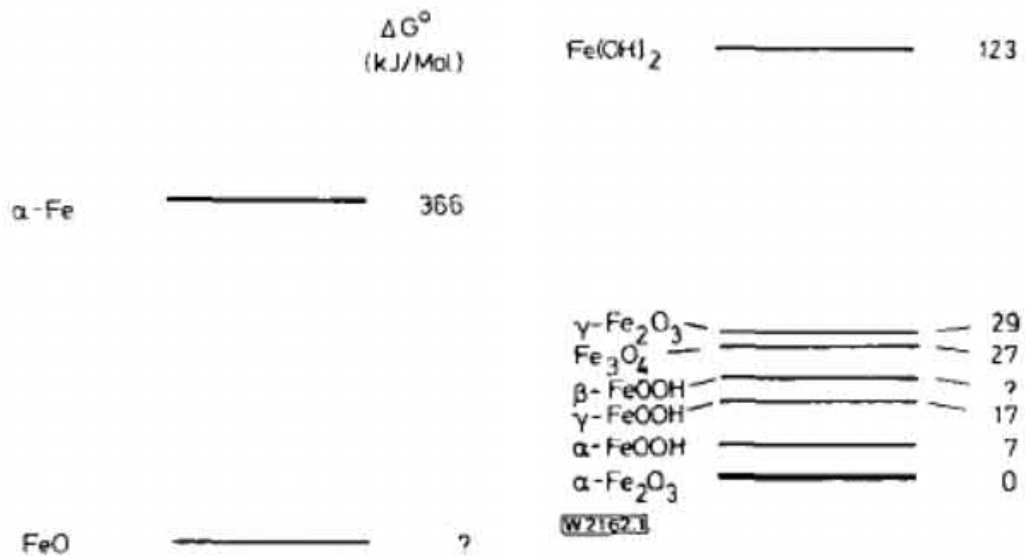 ΔG°
(kJ/Mol)
α-Fe 366
FeO ?
Fe(OH)₂ 123
γ-Fe₂O₃ 29
Fe₃O₄ 27
β-FeOOH ?
γ-FeOOH 17
α-FeOOH 7
α-Fe₂O₃ 0
W2162.1